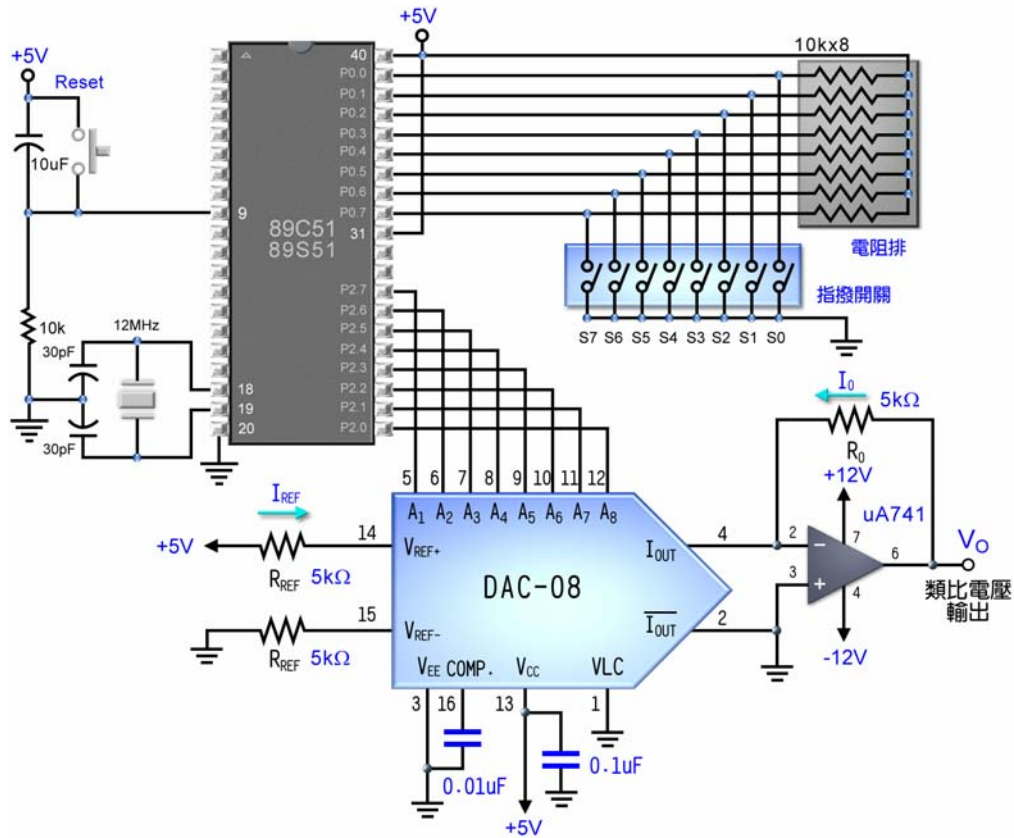 +5V
+5V
Reset
10uF
9
10k
30pF
12MHz
30pF
18
19
20
89C51
89S51
40
P0.0
P0.1
P0.2
P0.3
P0.4
P0.5
P0.6
P0.7
31
P2.7
P2.6
P2.5
P2.4
P2.3
P2.2
P2.1
P2.0
10kx8
電阻排
指撥開關
S7 S6 S5 S4 S3 S2 S1 S0
5 6 7 8 9 10 11 12
A1 A2 A3 A4 A5 A6 A7 A8
IREF
+5V
RREF 5kΩ
14
VREF+
RREF 5kΩ
15
VREF-
DAC-08
IOUT
4
IOUT
2
VEE COMP. VCC VLC
3 16 13 1
0.01uF
0.1uF
+5V
I0
5kΩ
R0
+12V
uA741
2
3
7
6
4
-12V
VO
類比電壓
輸出